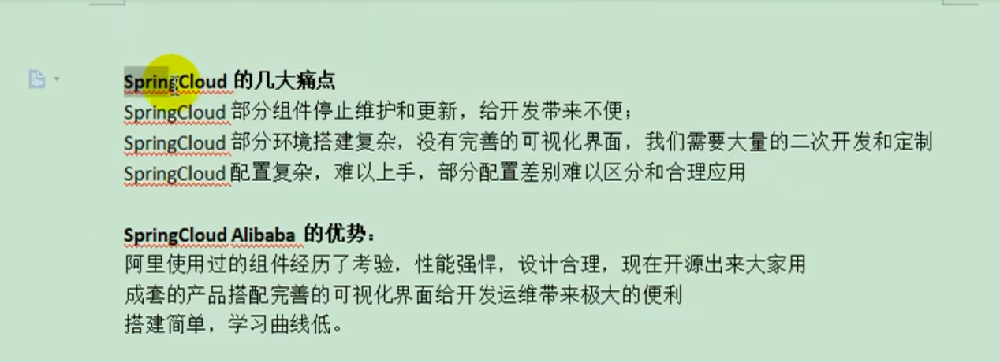 SpringCloud 的几大痛点
SpringCloud 部分组件停止维护和更新，给开发带来不便；
SpringCloud 部分环境搭建复杂，没有完善的可视化界面，我们需要大量的二次开发和定制
SpringCloud 配置复杂，难以上手，部分配置差别难以区分和合理应用
SpringCloud Alibaba 的优势：
阿里使用过的组件经历了考验，性能强悍，设计合理，现在开源出来大家用
成套的产品搭配完善的可视化界面给开发运维带来极大的便利
搭建简单，学习曲线低。